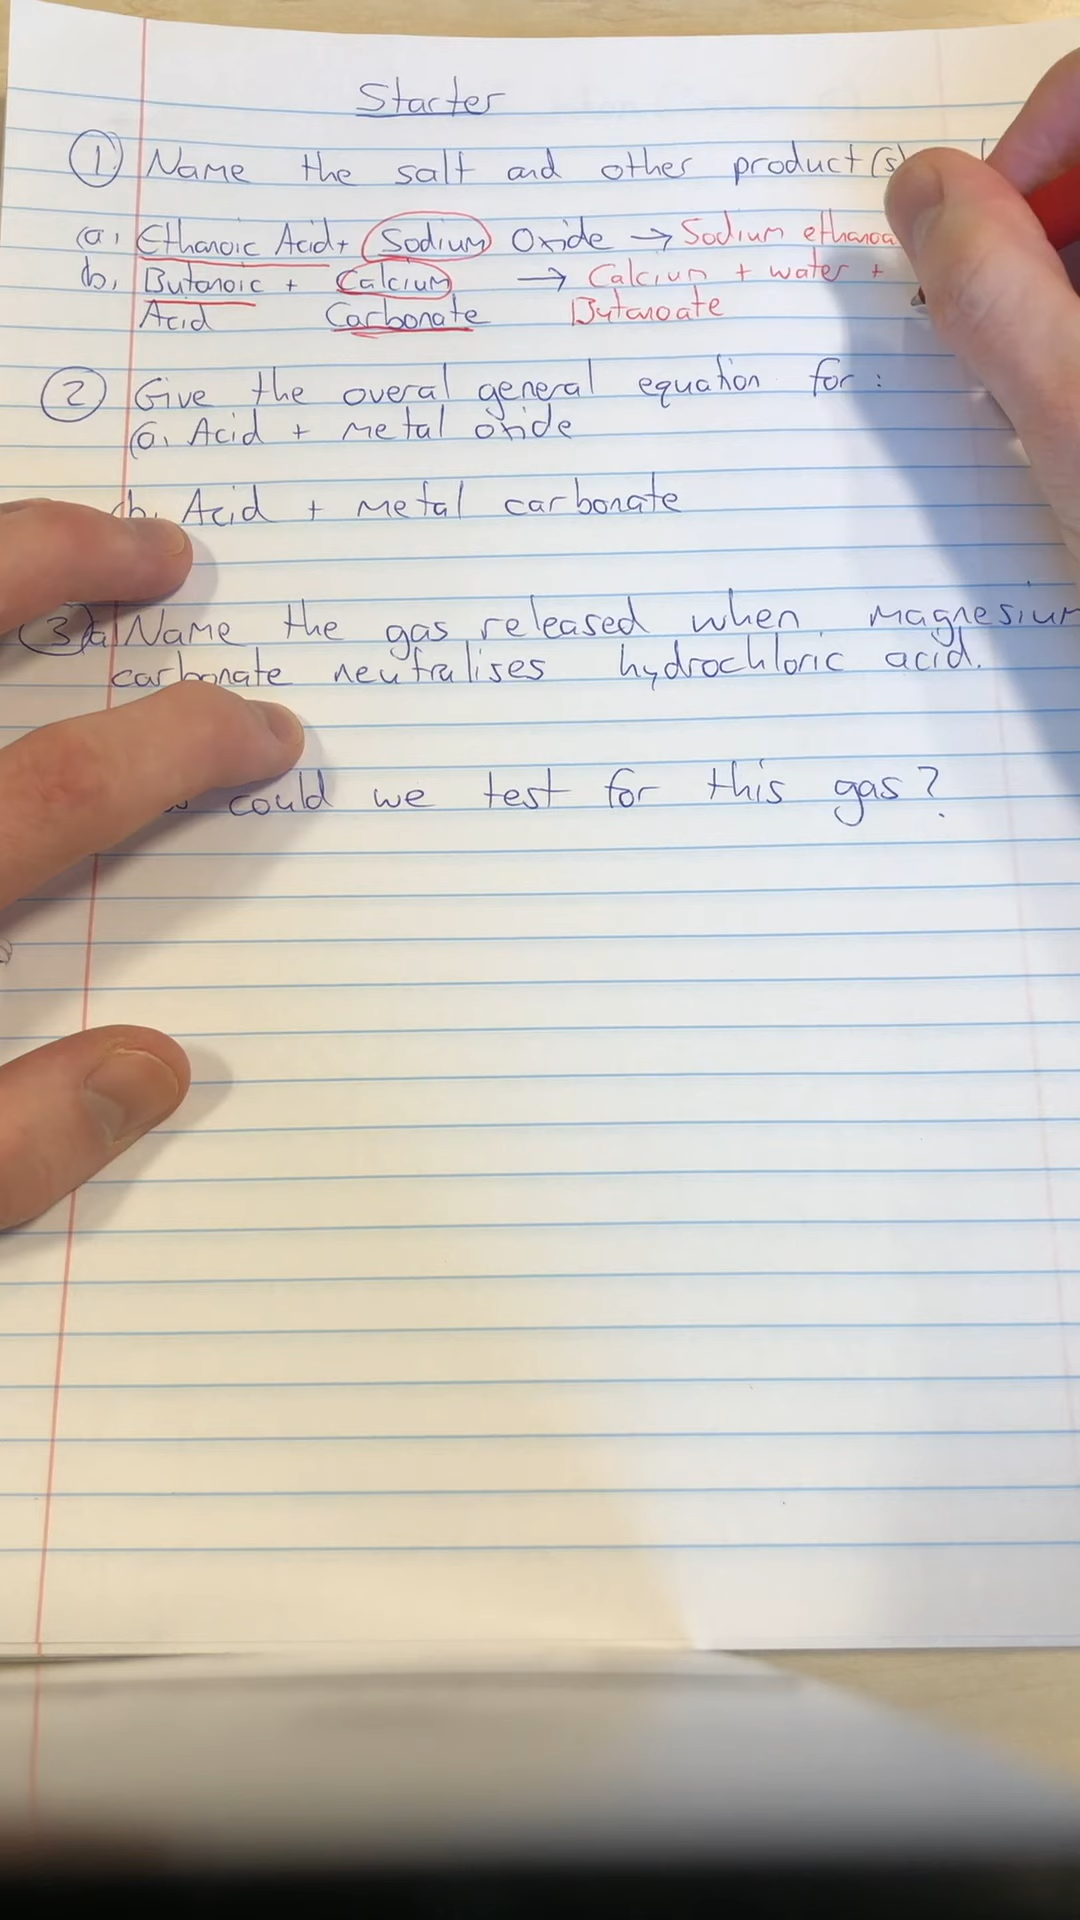 Starter
① Name the salt and other product(s)
(a, Ethanoic Acid+ Sodium Oxide → Sodium
b, Butanoic + Calcium → Calcium + water +
Acid Carbonate Butanoate
② Give the overal general equation for :
(a, Acid + metal oxide
Acid + metal carbonate
③a Name the gas released when magnesium
carbonate neutralises hydrochloric acid.
could we test for this gas?